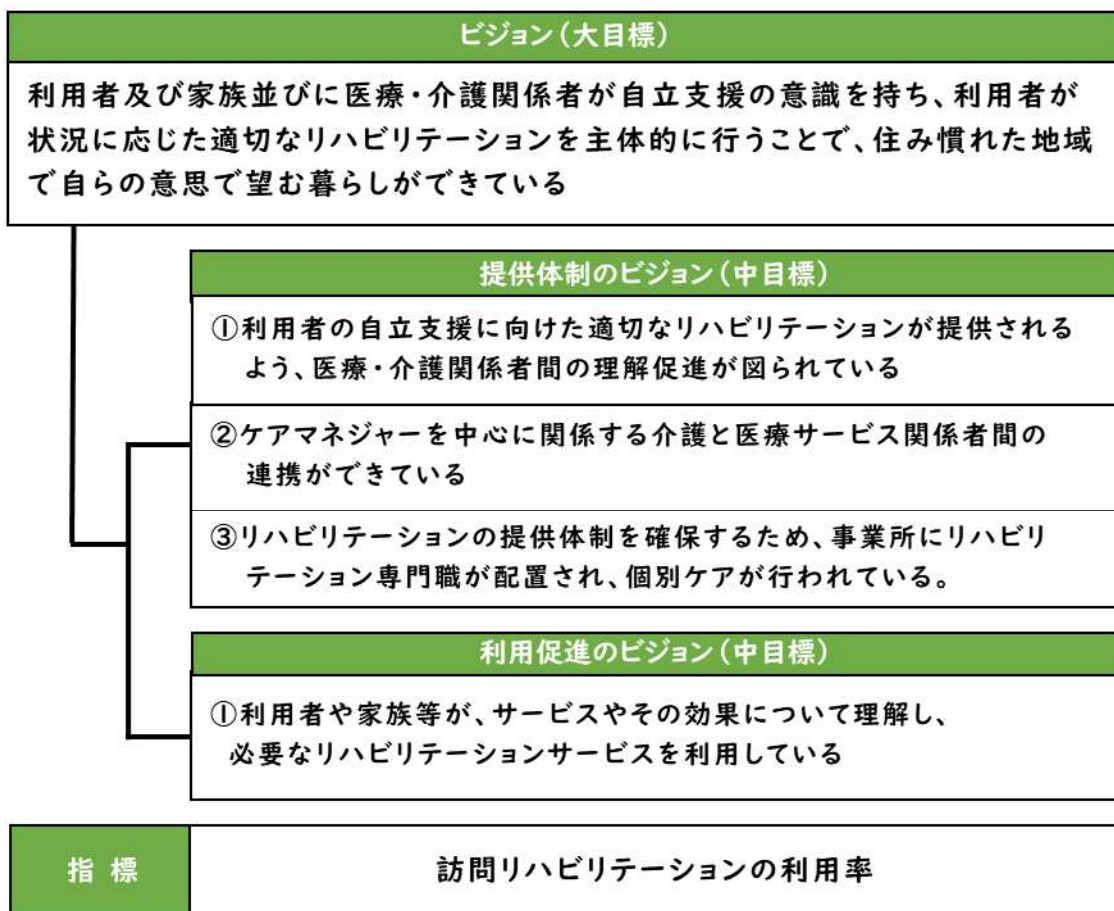 ビジョン（大目標）
利用者及び家族並びに医療・介護関係者が自立支援の意識を持ち、利用者が
状況に応じた適切なリハビリテーションを主体的に行うことで、住み慣れた地域
で自らの意思で望む暮らしができている
提供体制のビジョン（中目標）
①利用者の自立支援に向けた適切なリハビリテーションが提供される
よう、医療・介護関係者間の理解促進が図られている
②ケアマネジャーを中心に関係する介護と医療サービス関係者間の
連携ができている
③リハビリテーションの提供体制を確保するため、事業所にリハビリ
テーション専門職が配置され、個別ケアが行われている。
利用促進のビジョン（中目標）
①利用者や家族等が、サービスやその効果について理解し、
必要なリハビリテーションサービスを利用している
指 標
訪問リハビリテーションの利用率